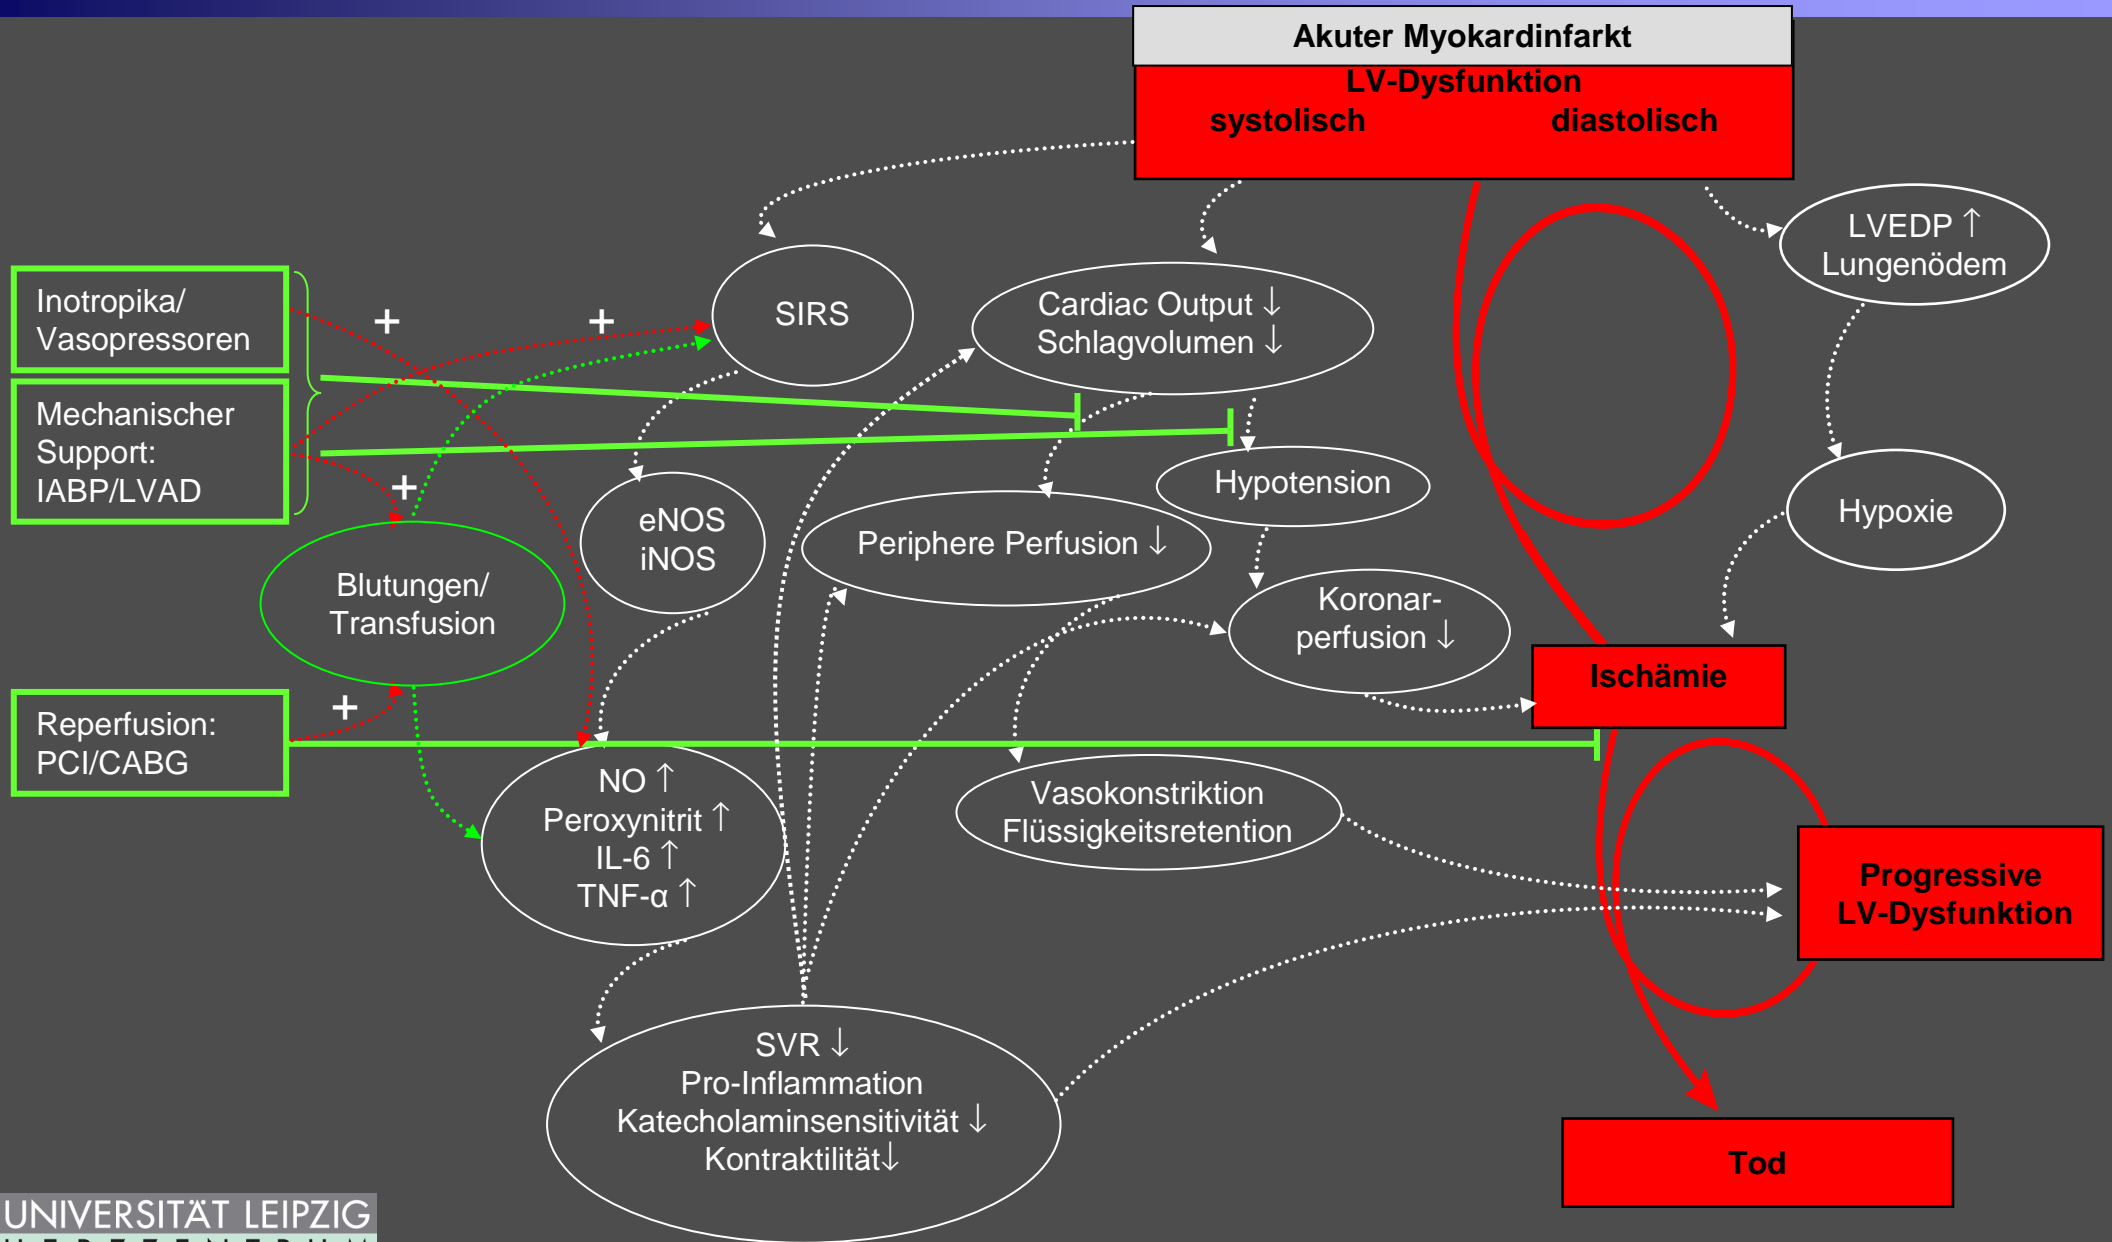 Akuter Myokardinfarkt
LV-Dysfunktion
systolisch diastolisch
LVEDP ↑
Lungenödem
Inotropika/
Vasopressoren
+
+
SIRS
Cardiac Output ↓
Schlagvolumen ↓
Mechanischer
Support:
IABP/LVAD
+
eNOS
iNOS
Hypotension
Periphere Perfusion ↓
Hypoxie
Blutungen/
Transfusion
Koronar-
perfusion ↓
Ischämie
Reperfusion:
PCI/CABG
+
NO ↑
Peroxynitrit ↑
IL-6 ↑
TNF-α ↑
Vasokonstriktion
Flüssigkeitsretention
Progressive
LV-Dysfunktion
SVR ↓
Pro-Inflammation
Katecholaminsensitivität ↓
Kontraktilität↓
Tod
UNIVERSITÄT LEIPZIG
HERZZENTRUM